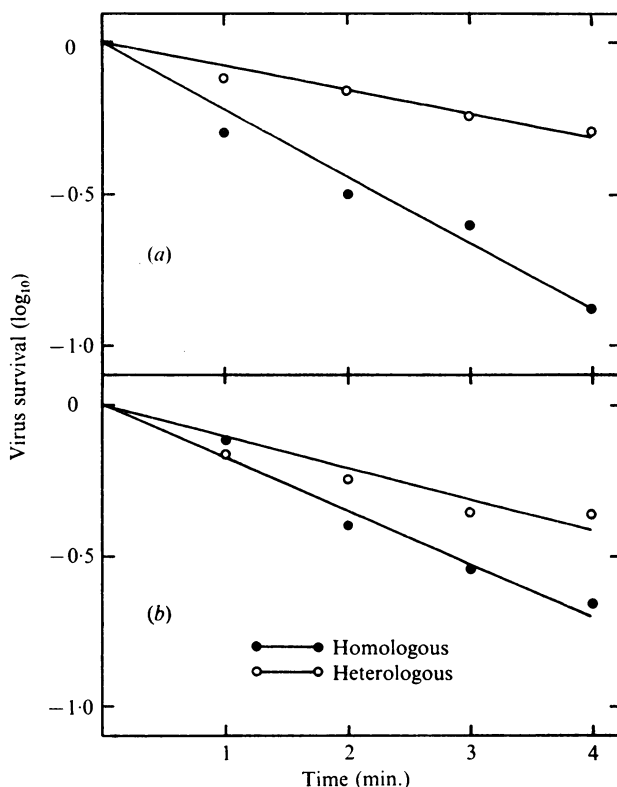 0
−0·5
(a)
−1·0
0
−0·5
(b)
Homologous
Heterologous
−1·0
1 2 3 4
Time (min.)
Virus survival (log₁₀)